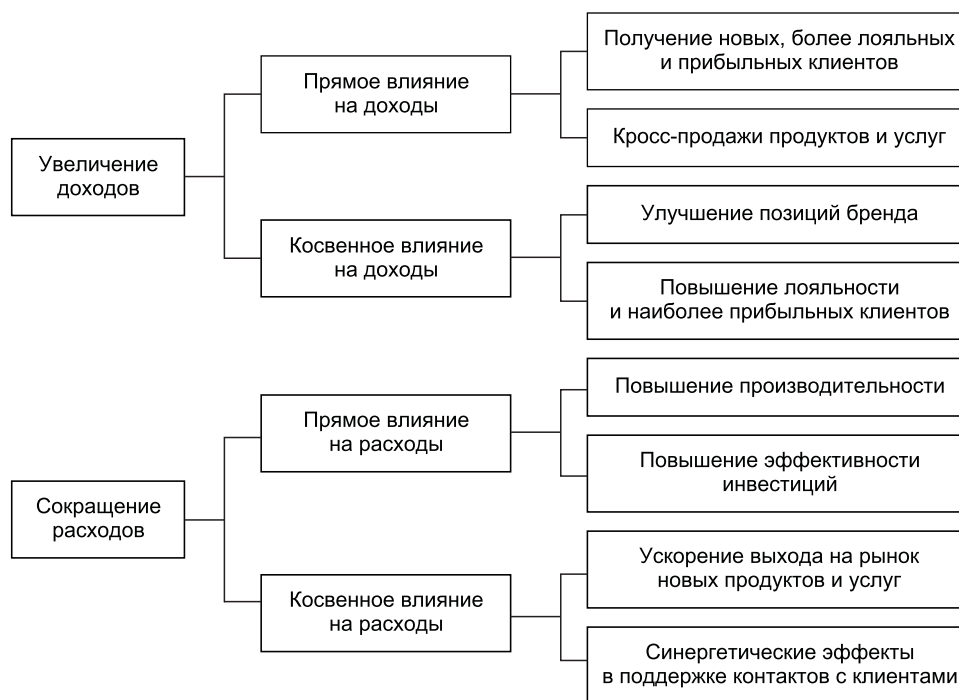 Увеличение
доходов
Прямое влияние
на доходы
Получение новых, более лояльных
и прибыльных клиентов
Кросс-продажи продуктов и услуг
Косвенное влияние
на доходы
Улучшение позиций бренда
Повышение лояльности
и наиболее прибыльных клиентов
Сокращение
расходов
Прямое влияние
на расходы
Повышение производительности
Повышение эффективности
инвестиций
Косвенное влияние
на расходы
Ускорение выхода на рынок
новых продуктов и услуг
Синергетические эффекты
в поддержке контактов с клиентами